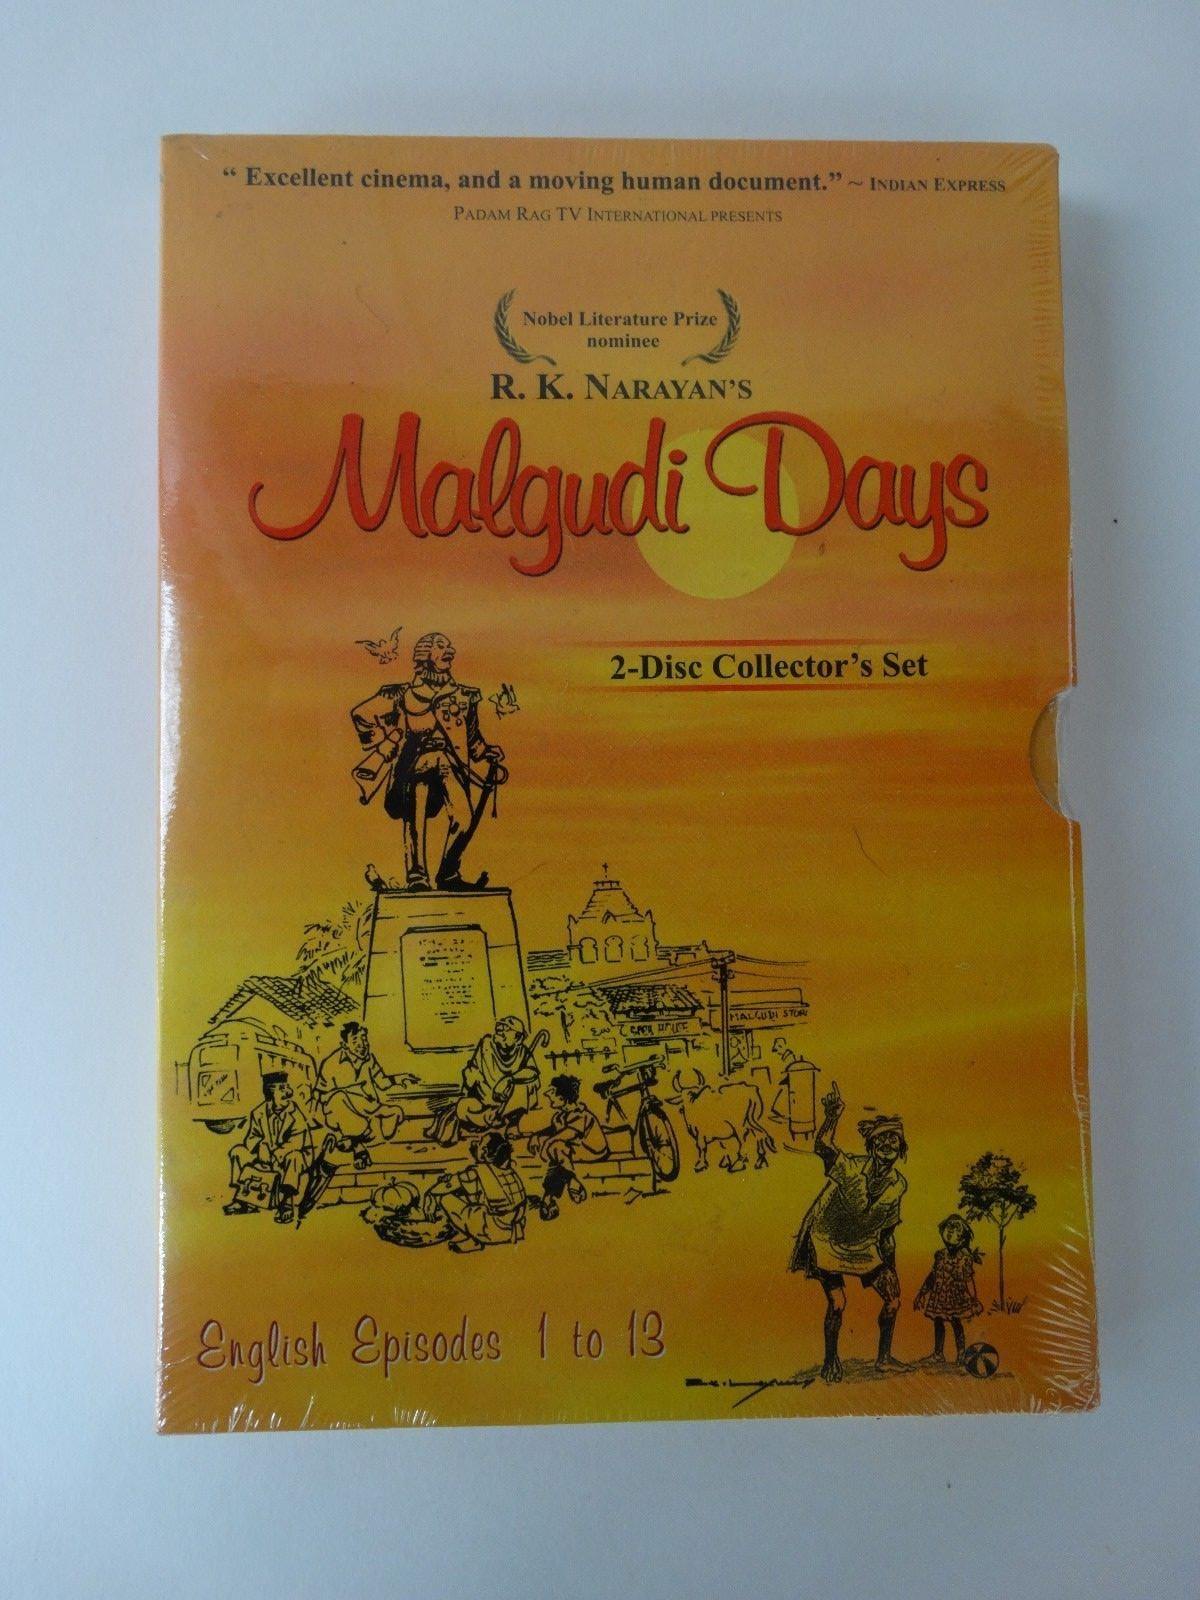 “ Excellent cinema, and a moving human document.” ~ INDIAN EXPRESS
PADAM RAG TV INTERNATIONAL PRESENTS
Nobel Literature Prize
nominee
R. K. NARAYAN'S
Malgudi Days
2-Disc Collector's Set
MALGUDI STOR
English Episodes 1 to 13